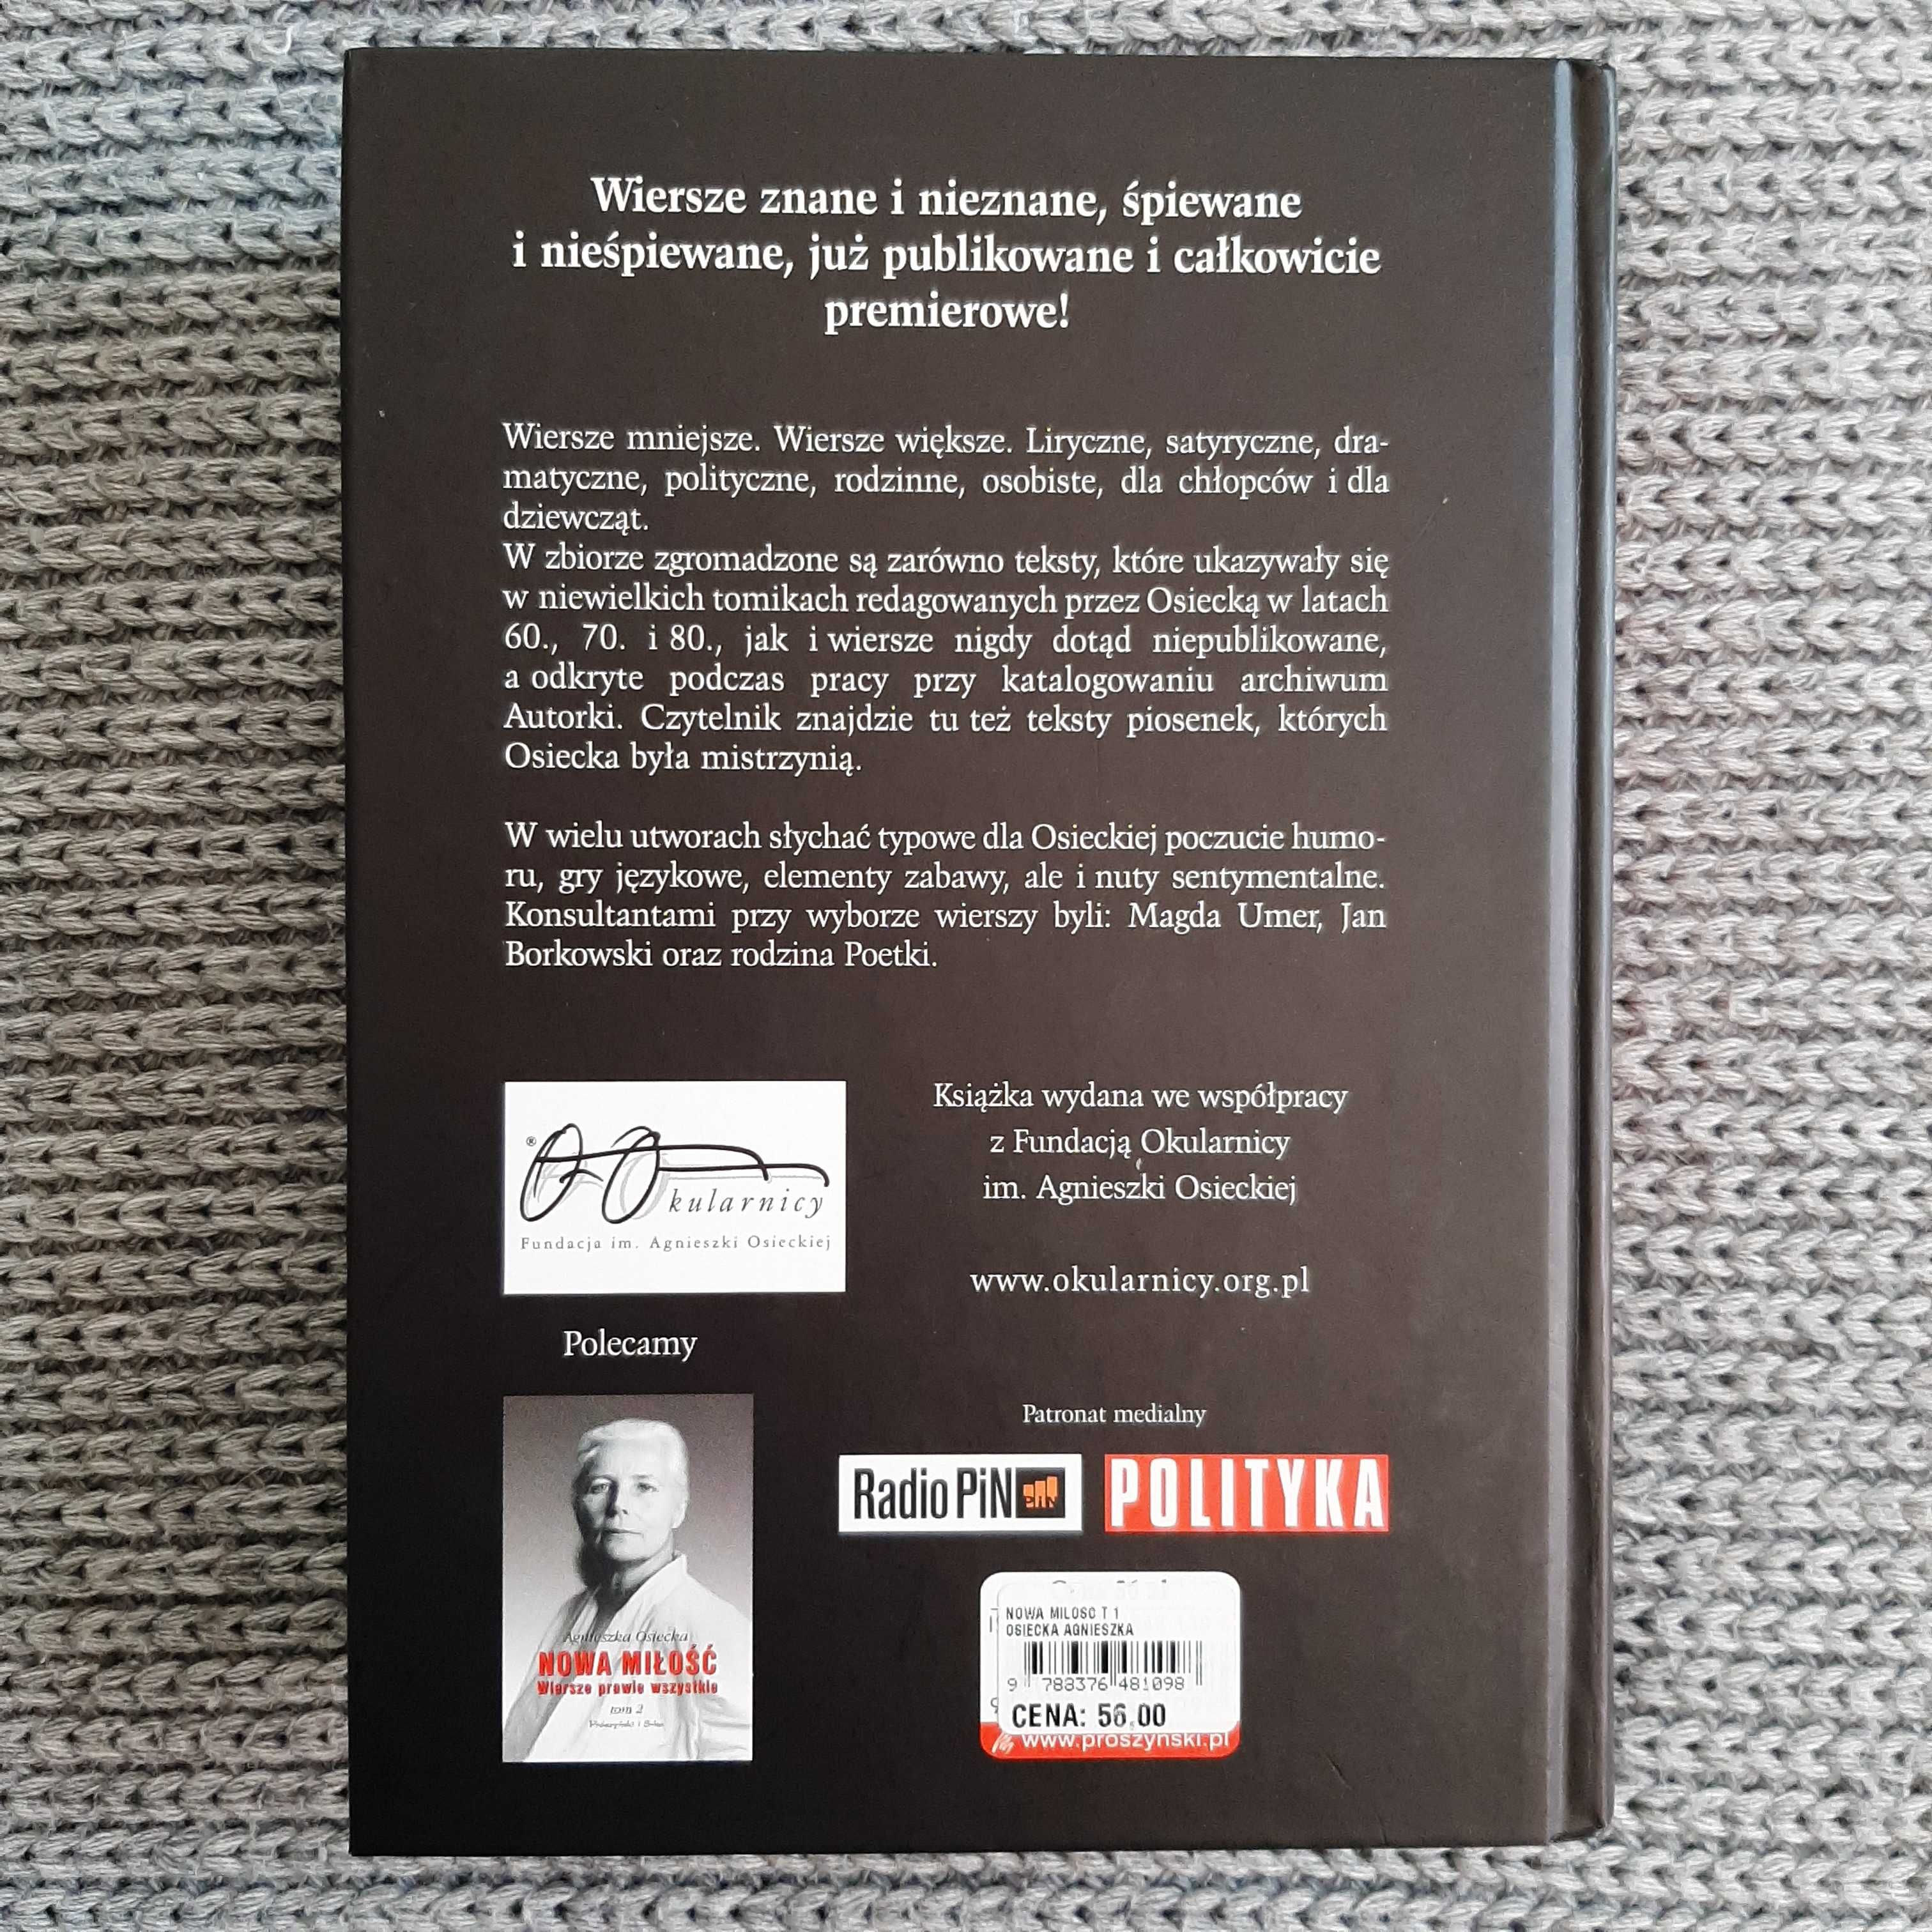 Wiersze znane i nieznane, śpiewane
i nieśpiewane, już publikowane i całkowicie
premierowe!
Wiersze mniejsze. Wiersze większe. Liryczne, satyryczne, dra-
matyczne, polityczne, rodzinne, osobiste, dla chłopców i dla
dziewcząt.
W zbiorze zgromadzone są zarówno teksty, które ukazywały się
w niewielkich tomikach redagowanych przez Osiecką w latach
60., 70. i 80., jak i wiersze nigdy dotąd niepublikowane,
a odkryte podczas pracy przy katalogowaniu archiwum
Autorki. Czytelnik znajdzie tu też teksty piosenek, których
Osiecka była mistrzynią.
W wielu utworach słychać typowe dla Osieckiej poczucie humo-
ru, gry językowe, elementy zabawy, ale i nuty sentymentalne.
Konsultantami przy wyborze wierszy byli: Magda Umer, Jan
Borkowski oraz rodzina Poetki.
® Okularnicy
Fundacja im. Agnieszki Osieckiej
Książka wydana we współpracy
z Fundacją Okularnicy
im. Agnieszki Osieckiej
www.okularnicy.org.pl
Polecamy
Agnieszka Osiecka
NOWA MIŁOŚĆ
Wiersze prawie wszystkie
tom 2
Patronat medialny
Radio PiN PiN
POLITYKA
NOWA MILOSC T 1
OSIECKA AGNIESZKA
9 788376 481098
CENA: 56.00
www.proszynski.pl